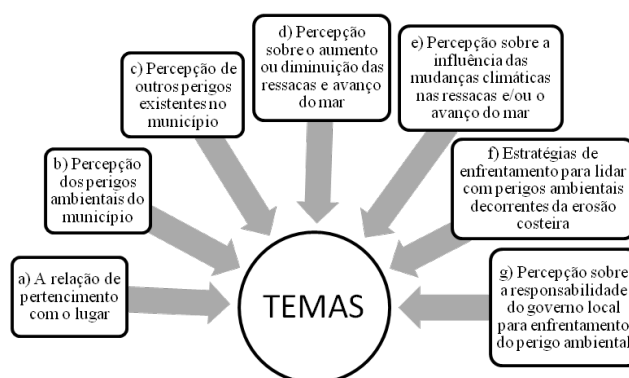 a) A relação de
pertencimento
com o lugar
b) Percepção
dos perigos
ambientais do
município
c) Percepção de
outros perigos
existentes no
município
d) Percepção
sobre o aumento
ou diminuição das
ressacas e avanço
do mar
e) Percepção sobre a
influência das
mudanças climáticas
nas ressacas e/ou o
avanço do mar
f) Estratégias de
enfrentamento para lidar
com perigos ambientais
decorrentes da erosão
costeira
g) Percepção sobre
a responsabilidade
do governo local
para enfrentamento
do perigo ambiental
TEMAS